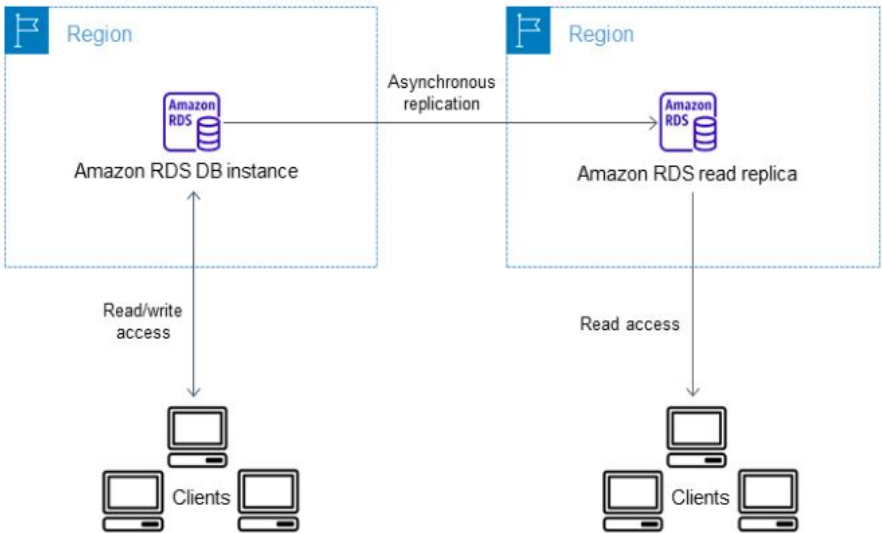 Region
Region
Asynchronous
replication
Amazon
RDS
Amazon
RDS
Amazon RDS DB instance
Amazon RDS read replica
Read/write
access
Read access
Clients
Clients